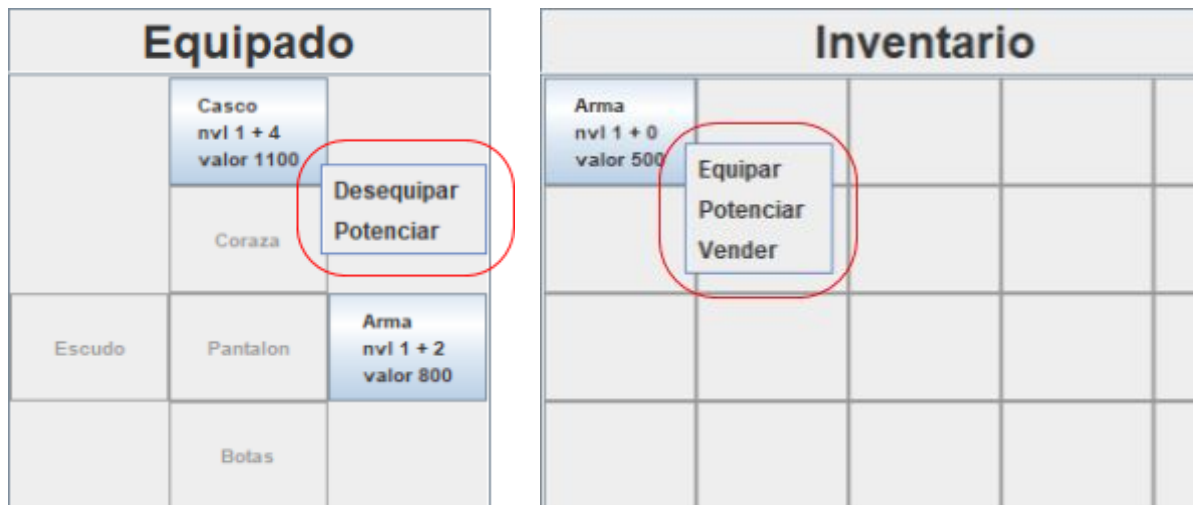 Equipado
Casco
nvl 1 + 4
valor 1100
Desequipar
Potenciar
Coraza
Escudo
Pantalon
Arma
nvl 1 + 2
valor 800
Botas
Inventario
Arma
nvl 1 + 0
valor 500
Equipar
Potenciar
Vender